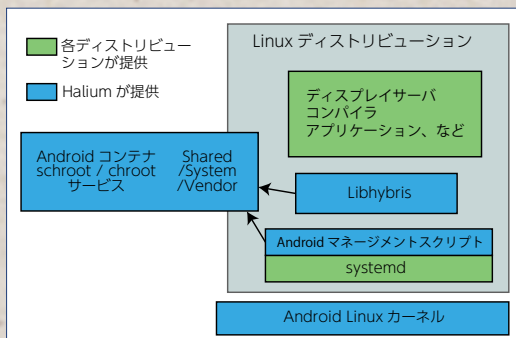 各ディストリビュー
ションが提供
Halium が提供
Linux ディストリビューション
ディスプレイサーバ
コンパイラ
アプリケーション、など
Android コンテナ
schroot / chroot
サービス
Shared
/System
/Vendor
Libhybris
Android マネージメントスクリプト
systemd
Android Linux カーネル